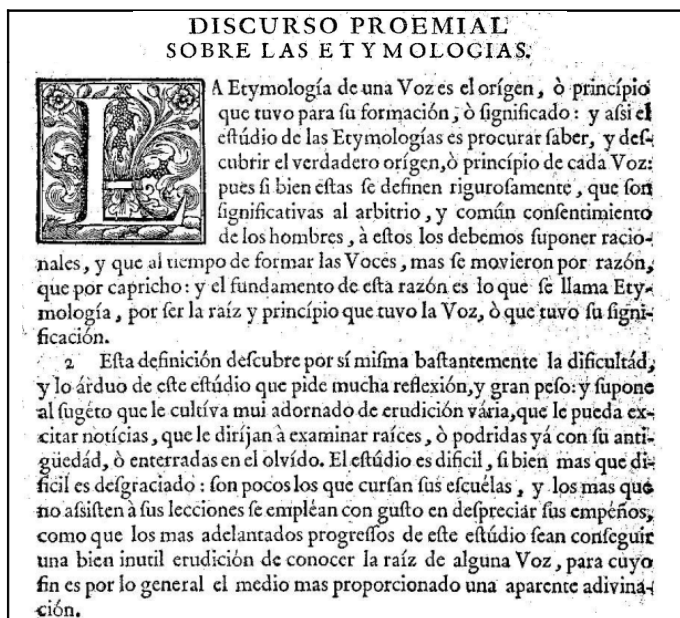 DISCURSO PROEMIAL
SOBRE LAS ETYMOLOGIAS.
LA Etymología de una Voz es el orígen, ò princípio
que tuvo para ſu formación, ò ſignificado: y aſsi el
eſtúdio de las Etymologías es procurar ſaber, y deſ-
cubrir el verdadero orígen, ò princípio de cada Voz:
pues ſi bien eſtas ſe definen riguroſamente, que ſon
ſignificativas al arbitrio, y común conſentimiento
de los hombres, à eſtos los debemos ſuponer racio-
nales, y que al tiempo de formar las Voces, mas ſe movieron por razón,
que por capricho: y el fundamento de eſta razón es lo que ſe llama Ety-
mología, por ſer la raíz y princípio que tuvo la Voz, ò que tuvo ſu ſigni-
ficación.
2 Eſta definición deſcubre por sí miſma baſtantemente la dificultád,
y lo árduo de eſte eſtúdio que pide mucha reflexión, y gran peſo: y ſupone
al ſugéto que le cultíva mui adornado de erudición vária, que le pueda ex-
citar notícias, que le diríjan à examinar raíces, ò podridas yá con ſu anti-
güedád, ò enterradas en el olvído. El eſtúdio es dificil, ſi bien mas que di-
ficil es deſgraciado: ſon pocos los que curſan ſus eſcuélas, y los mas que
no aſsiſten à ſus lecciones ſe empléan con guſto en deſpreciar ſus empéños,
como que los mas adelantados progreſſos de eſte eſtúdio ſean conſeguir
una bien inutil erudición de conocer la raíz de alguna Voz, para cuyo
fin es por lo general el medio mas proporcionado una aparente adivina-
ción.